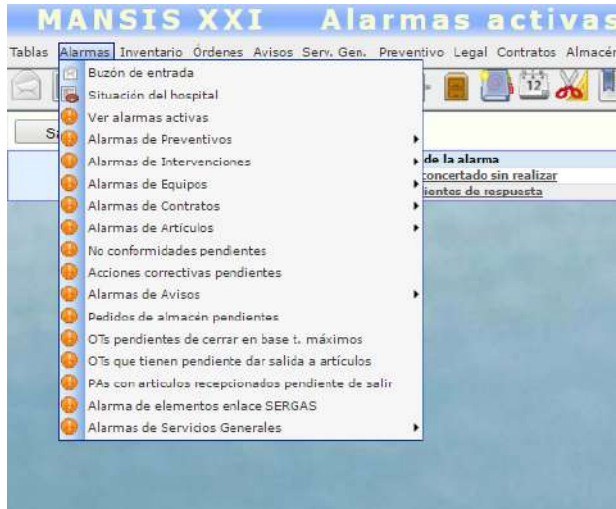 MANSIS XXI Alarmas activas
Tablas Alarmas Inventario Órdenes Avisos Serv. Gen. Preventivo Legal Contratos Almacén
Buzón de entrada
Situación del hospital
12
Ver alarmas activas
Alarmas de Preventivos
de la alarma
Alarmas de Intervenciones
concertado sin realizar
Alarmas de Equipos
dientes de respuesta
Alarmas de Contratos
Alarmas de Artículos
No conformidades pendientes
Acciones correctivas pendientes
Alarmas de Avisos
Pedidos de almacén pendientes
OTs pendientes de cerrar en base t. máximos
OTs que tienen pendiente dar salida a artículos
PAs con articulos recepcionados pendiente de salir
Alarma de elementos enlace SERGAS
Alarmas de Servicios Generales